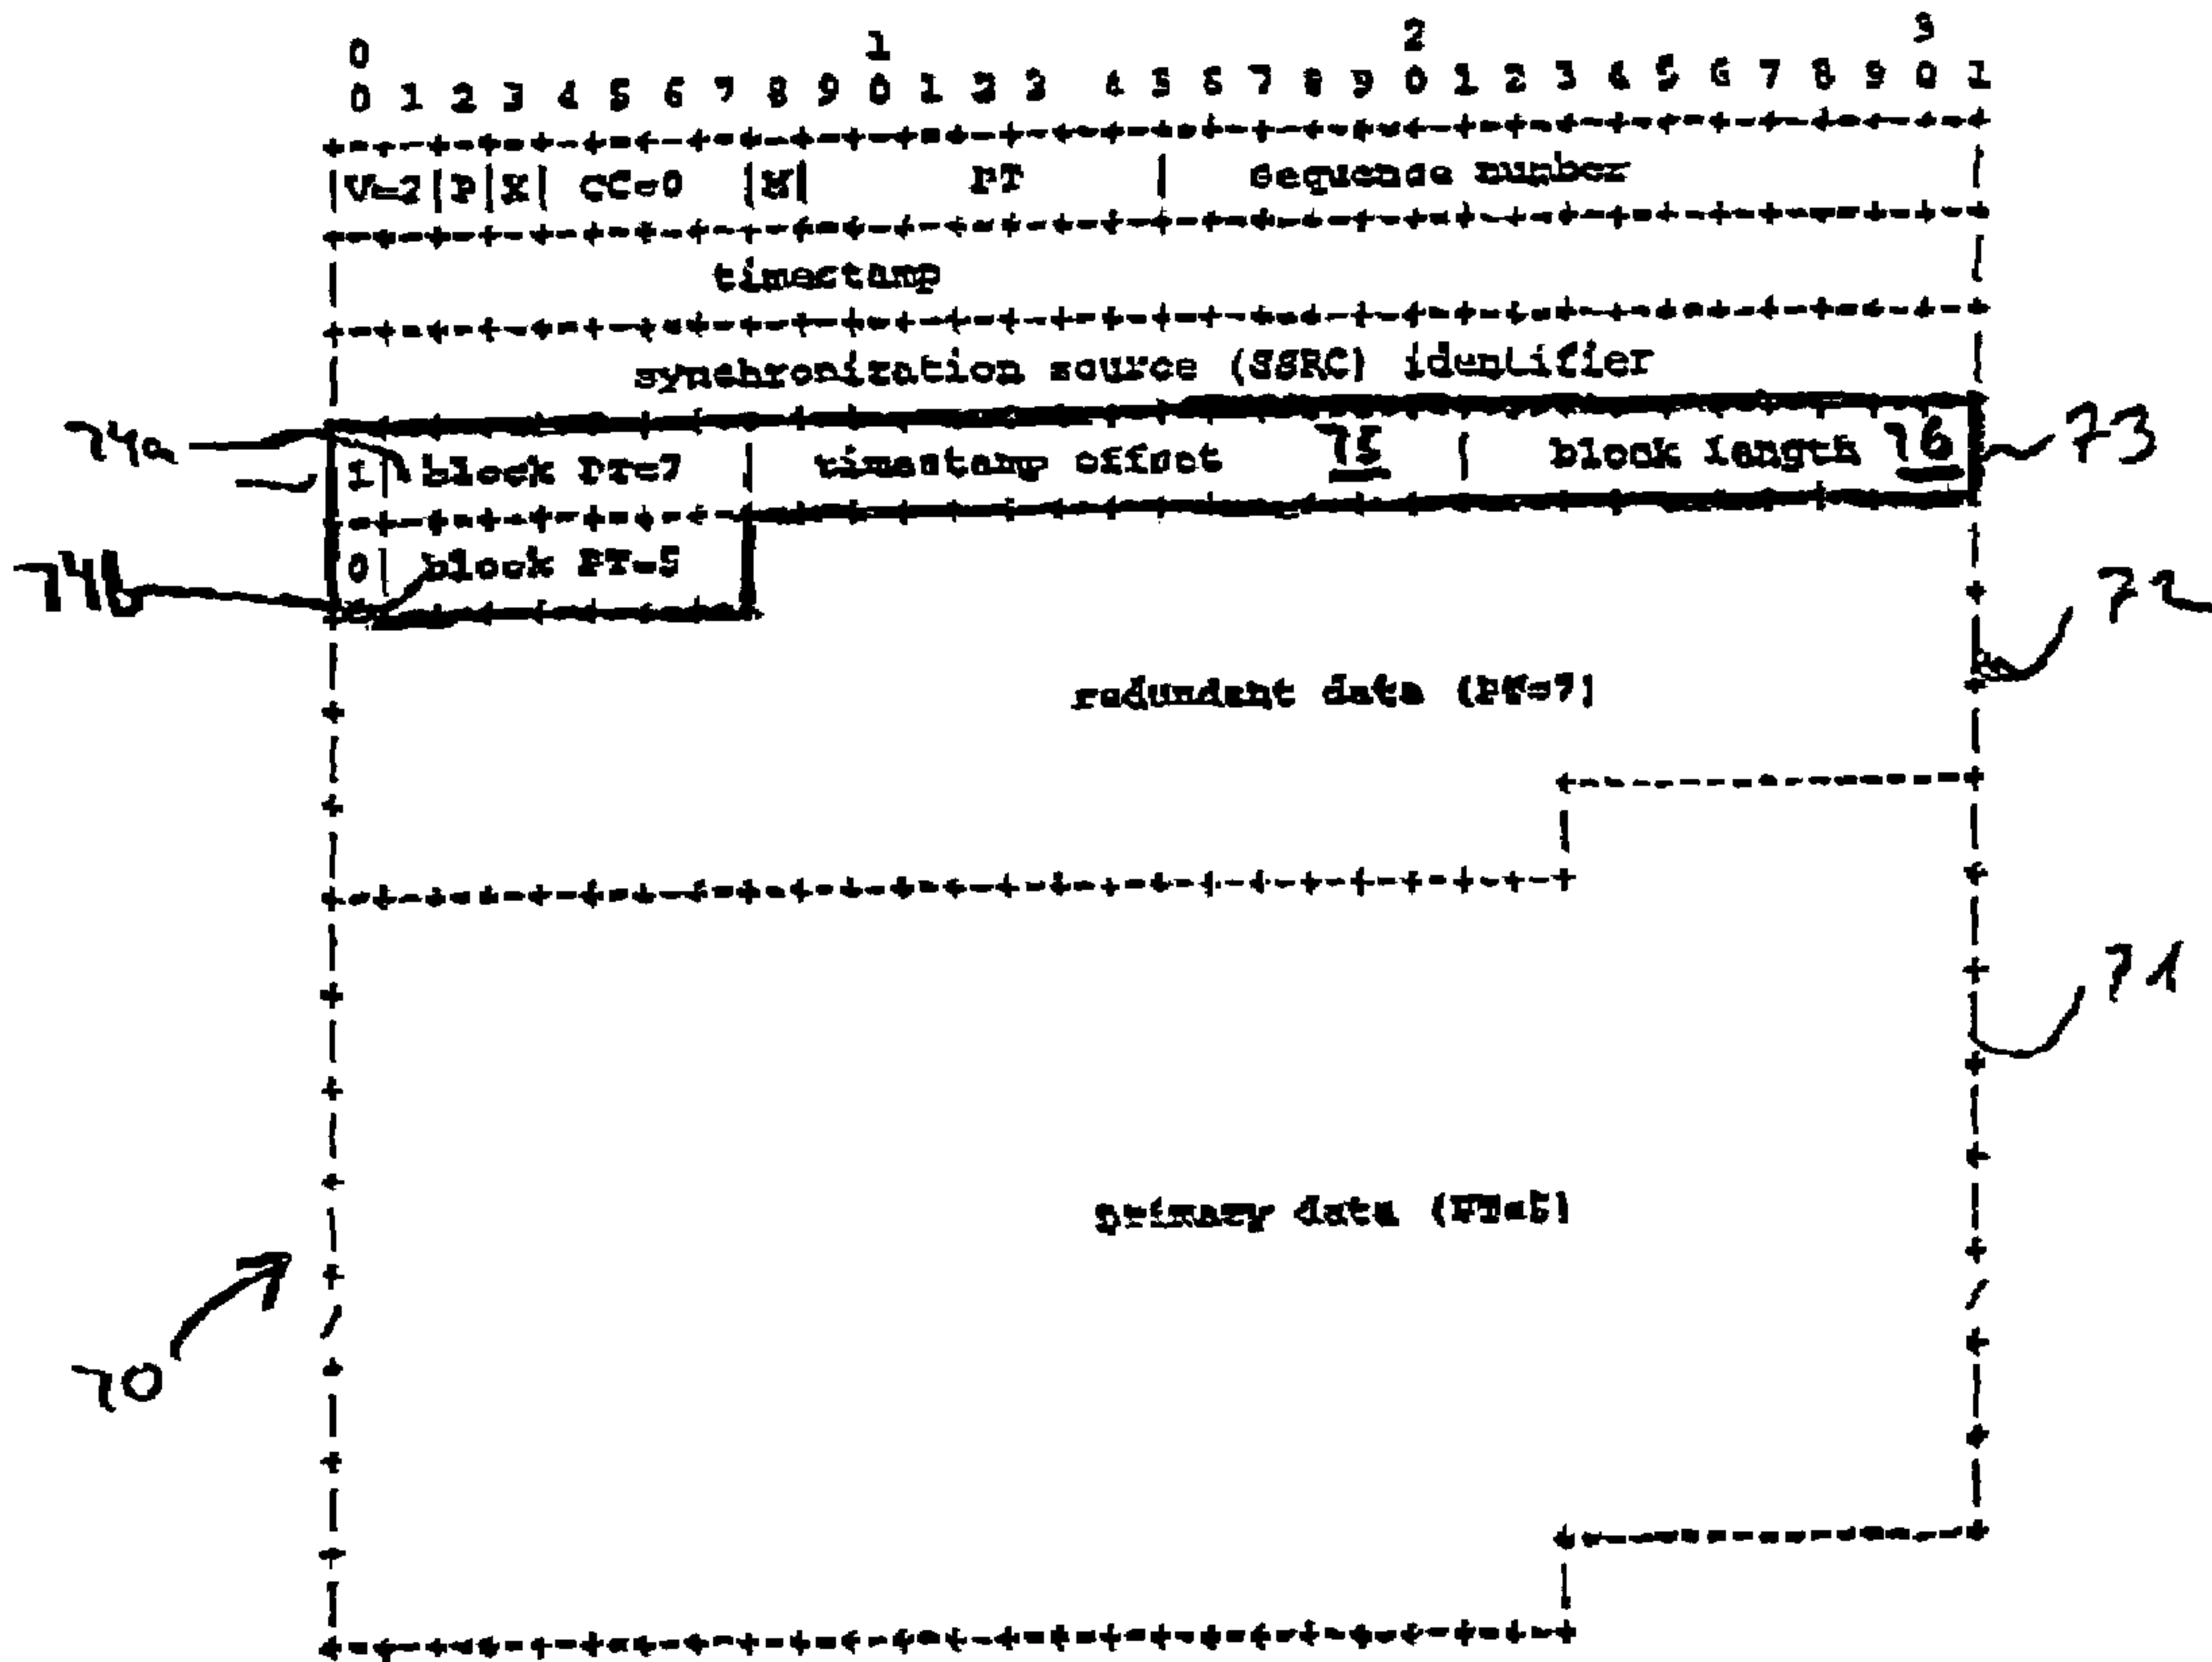 0 1 2 3
0 1 2 3 4 5 6 7 8 9 0 1 2 3 4 5 6 7 8 9 0 1 2 3 4 5 6 7 8 9 0 1
|V=2|P|X| CC=0 |M| PT | sequence number |
timestamp
synchronization source (SSRC) identifier
74a 1| block PT=7 | timestamp offset 75 | block length 76 73
74b 0| block PT=5
72
redundant data (PT=7)
71
primary data (PT=5)
70